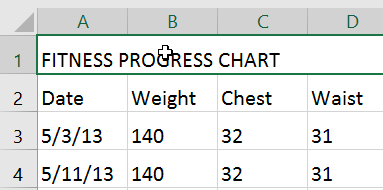 A B C D
1 FITNESS PROGRESS CHART
2 Date Weight Chest Waist
3 5/3/13 140 32 31
4 5/11/13 140 32 31